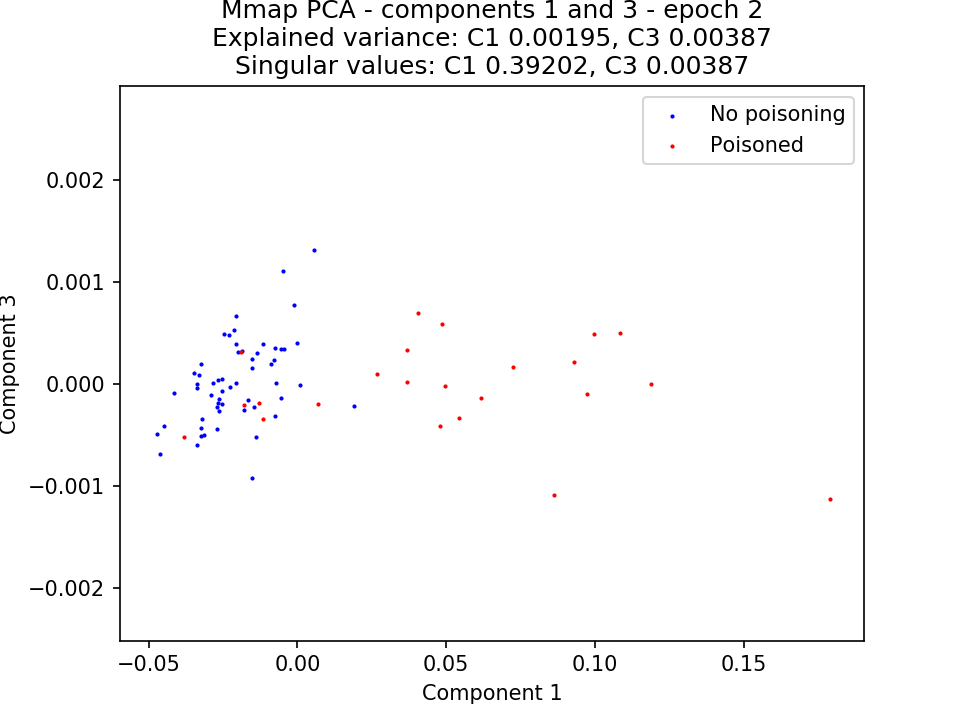 Mmap PCA - components 1 and 3 - epoch 2
Explained variance: C1 0.00195, C3 0.00387
Singular values: C1 0.39202, C3 0.00387
No poisoning
Poisoned
0.002
0.001
0.000
−0.001
−0.002
Component 3
−0.05
0.00
0.05
0.10
0.15
Component 1